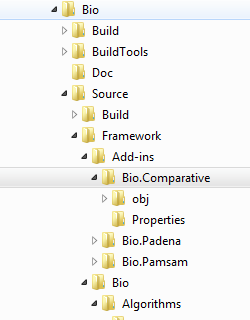 Bio
Build
BuildTools
Doc
Source
Build
Framework
Add-ins
Bio.Comparative
obj
Properties
Bio.Padena
Bio.Pamsam
Bio
Algorithms